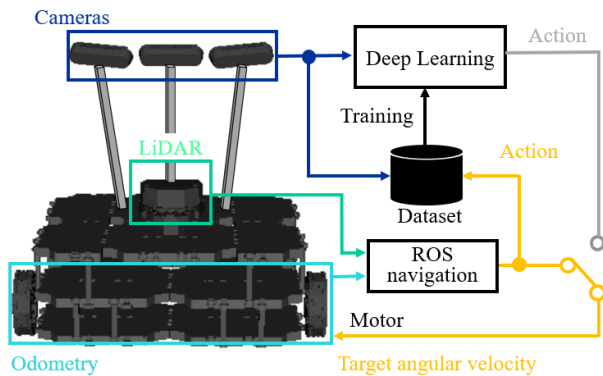 Cameras
Deep Learning
Action
Training
LiDAR
Action
Dataset
ROS
navigation
Motor
Odometry
Target angular velocity